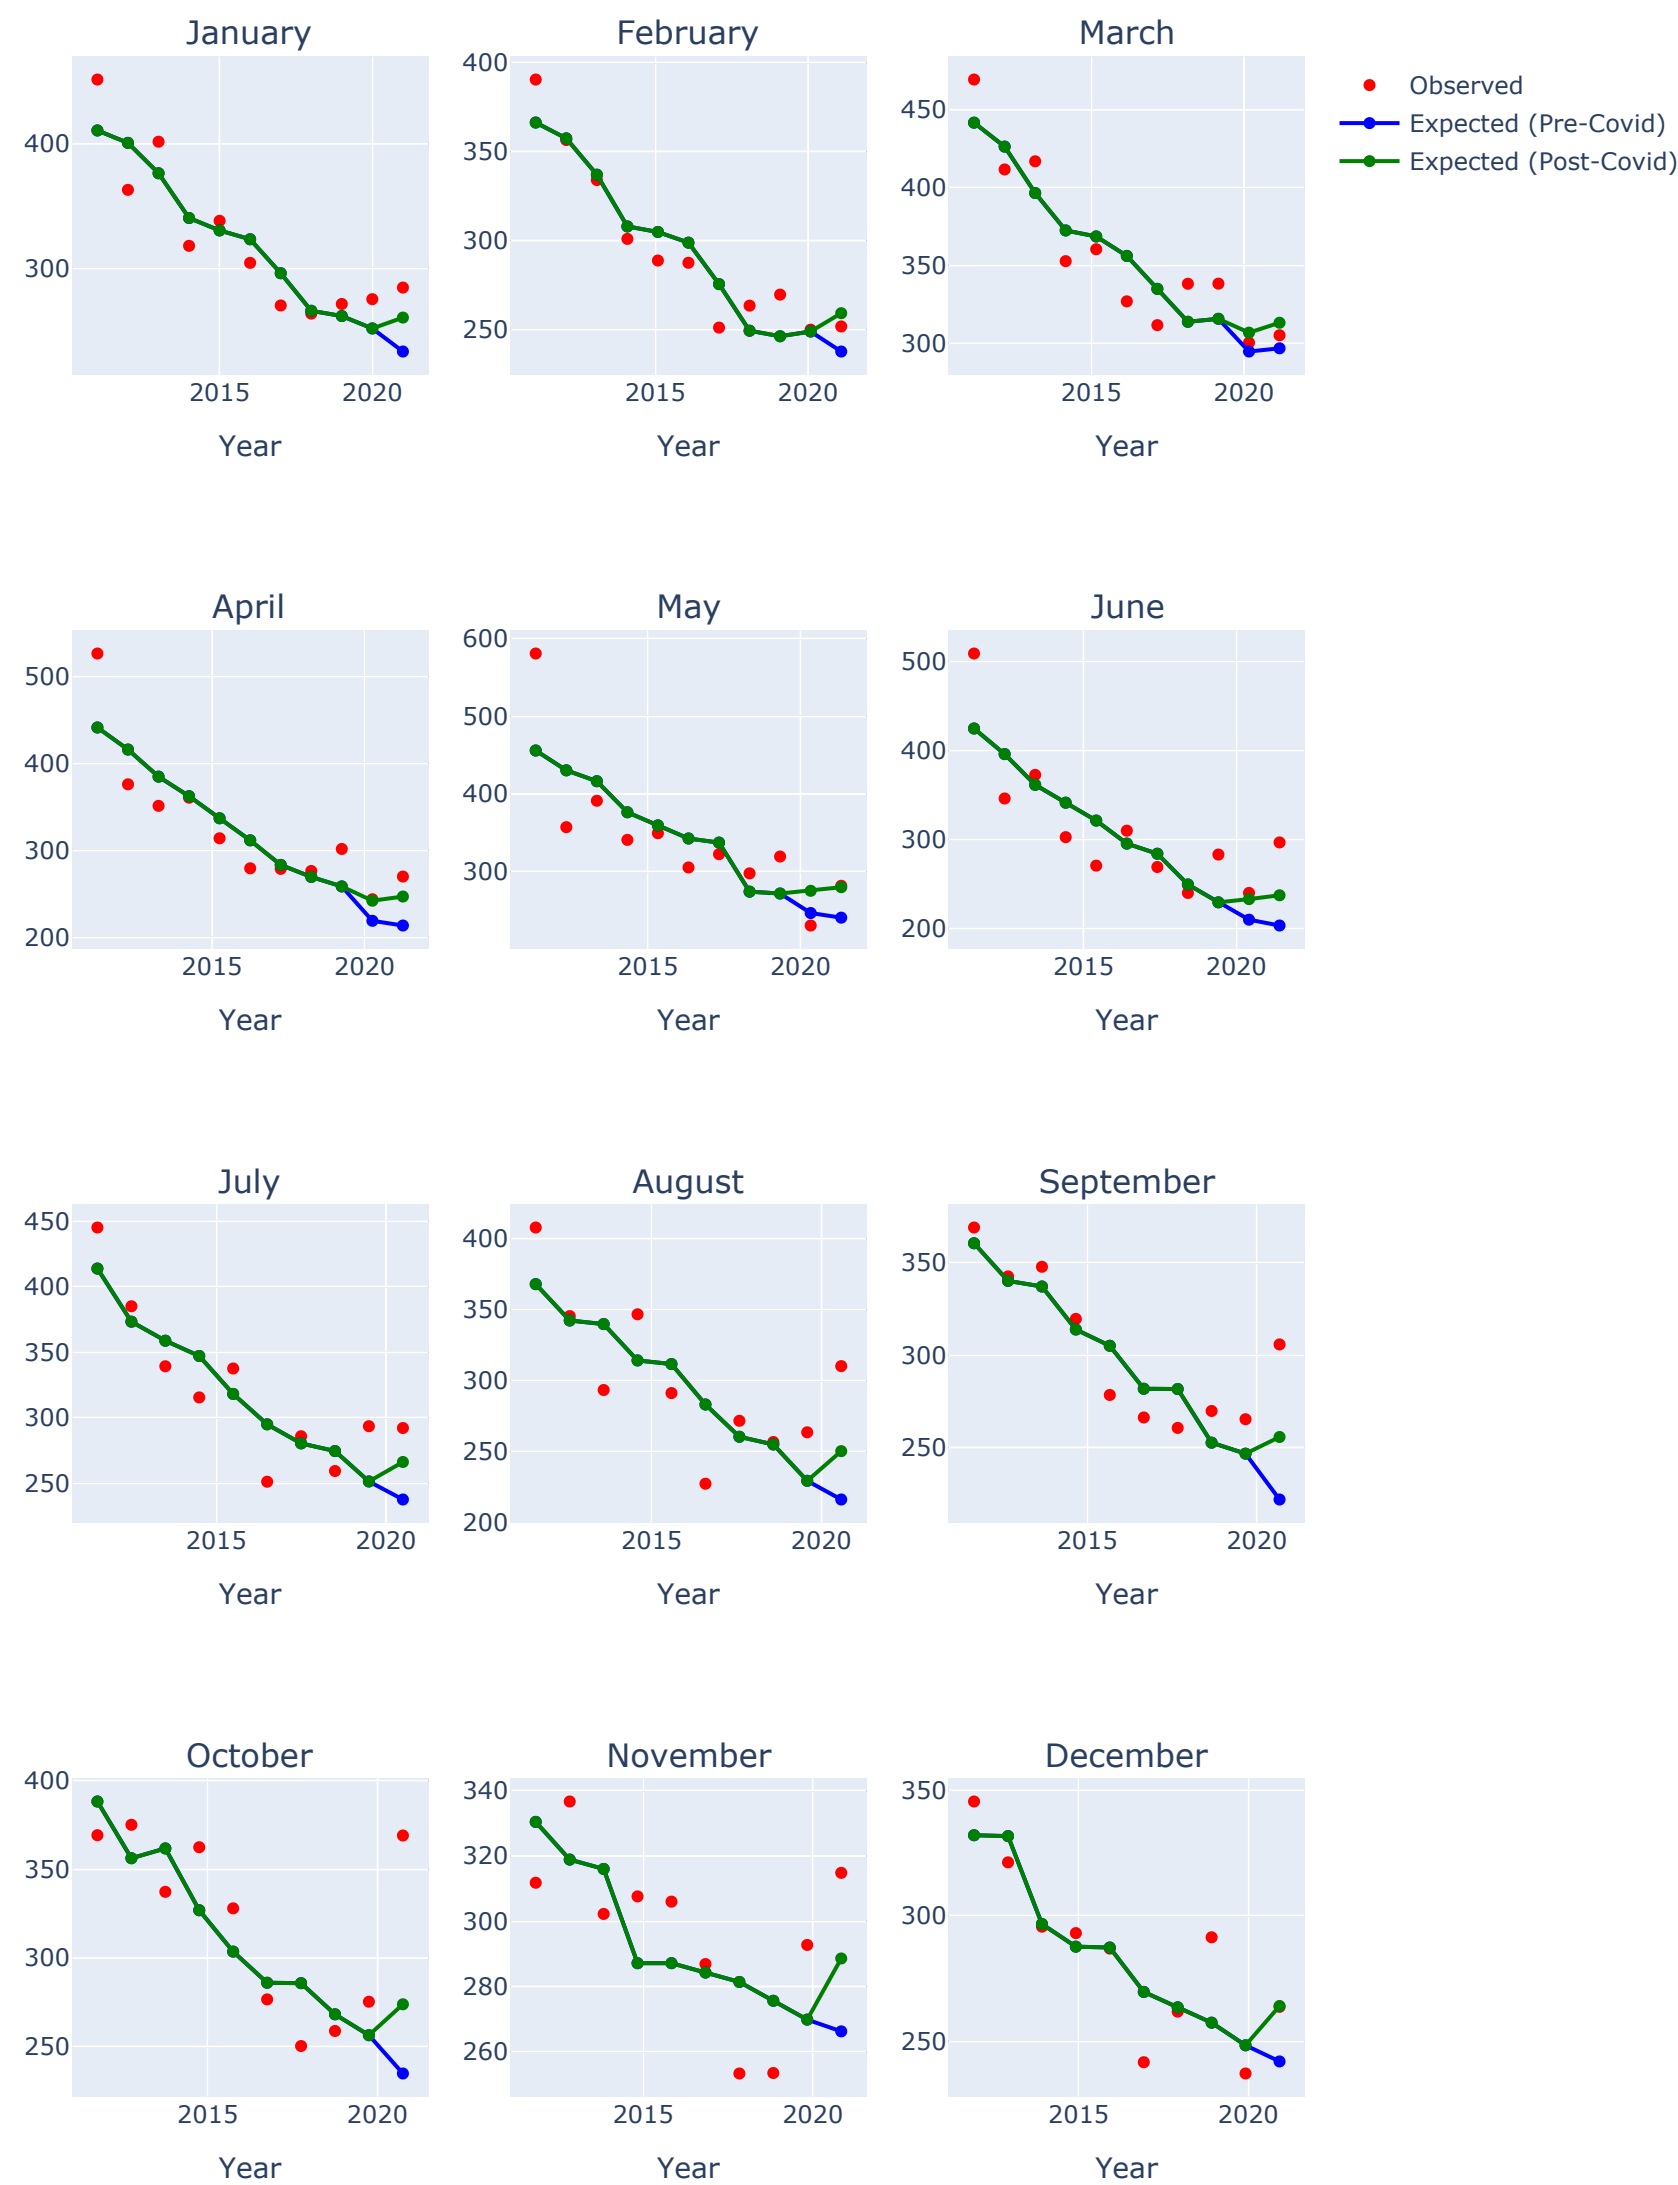 January
February
March
Observed
Expected (Pre-Covid)
Expected (Post-Covid)
400
300
2015
2020
Year
400
350
300
250
2015
2020
Year
450
400
350
300
2015
2020
Year
April
May
June
500
400
300
200
2015
2020
Year
600
500
400
300
2015
2020
Year
500
400
300
200
2015
2020
Year
July
August
September
450
400
350
300
250
2015
2020
Year
400
350
300
250
200
2015
2020
Year
350
300
250
2015
2020
Year
October
November
December
400
350
300
250
2015
2020
Year
340
320
300
280
260
2015
2020
Year
350
300
250
2015
2020
Year